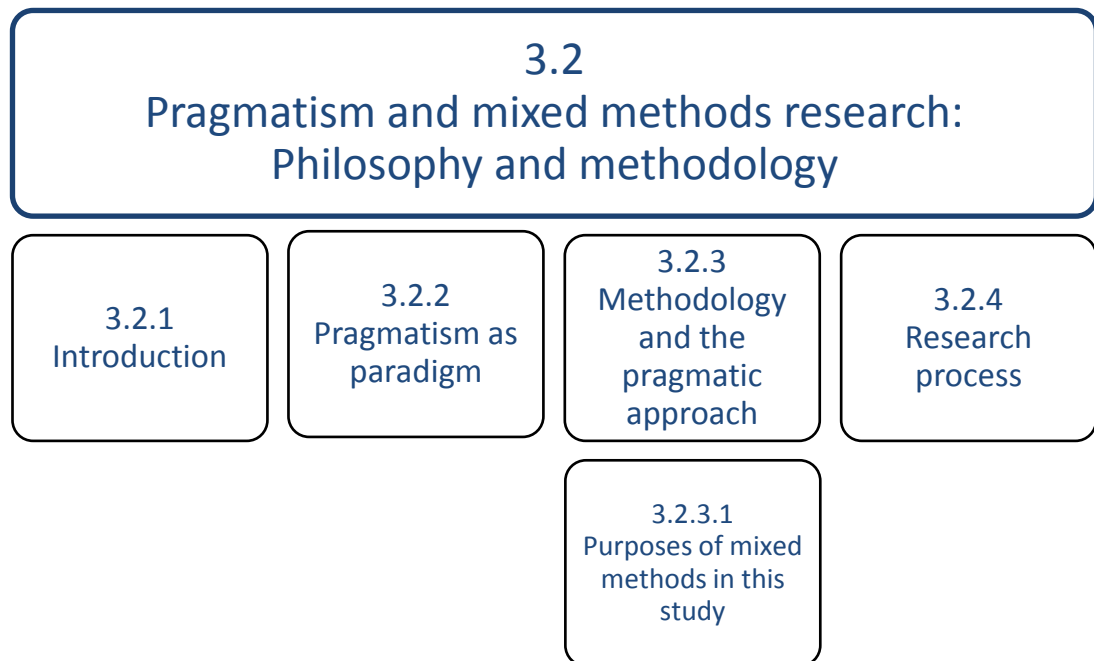 3.2
Pragmatism and mixed methods research:
Philosophy and methodology
3.2.1
Introduction
3.2.2
Pragmatism as
paradigm
3.2.3
Methodology
and the
pragmatic
approach
3.2.4
Research
process
3.2.3.1
Purposes of mixed
methods in this
study